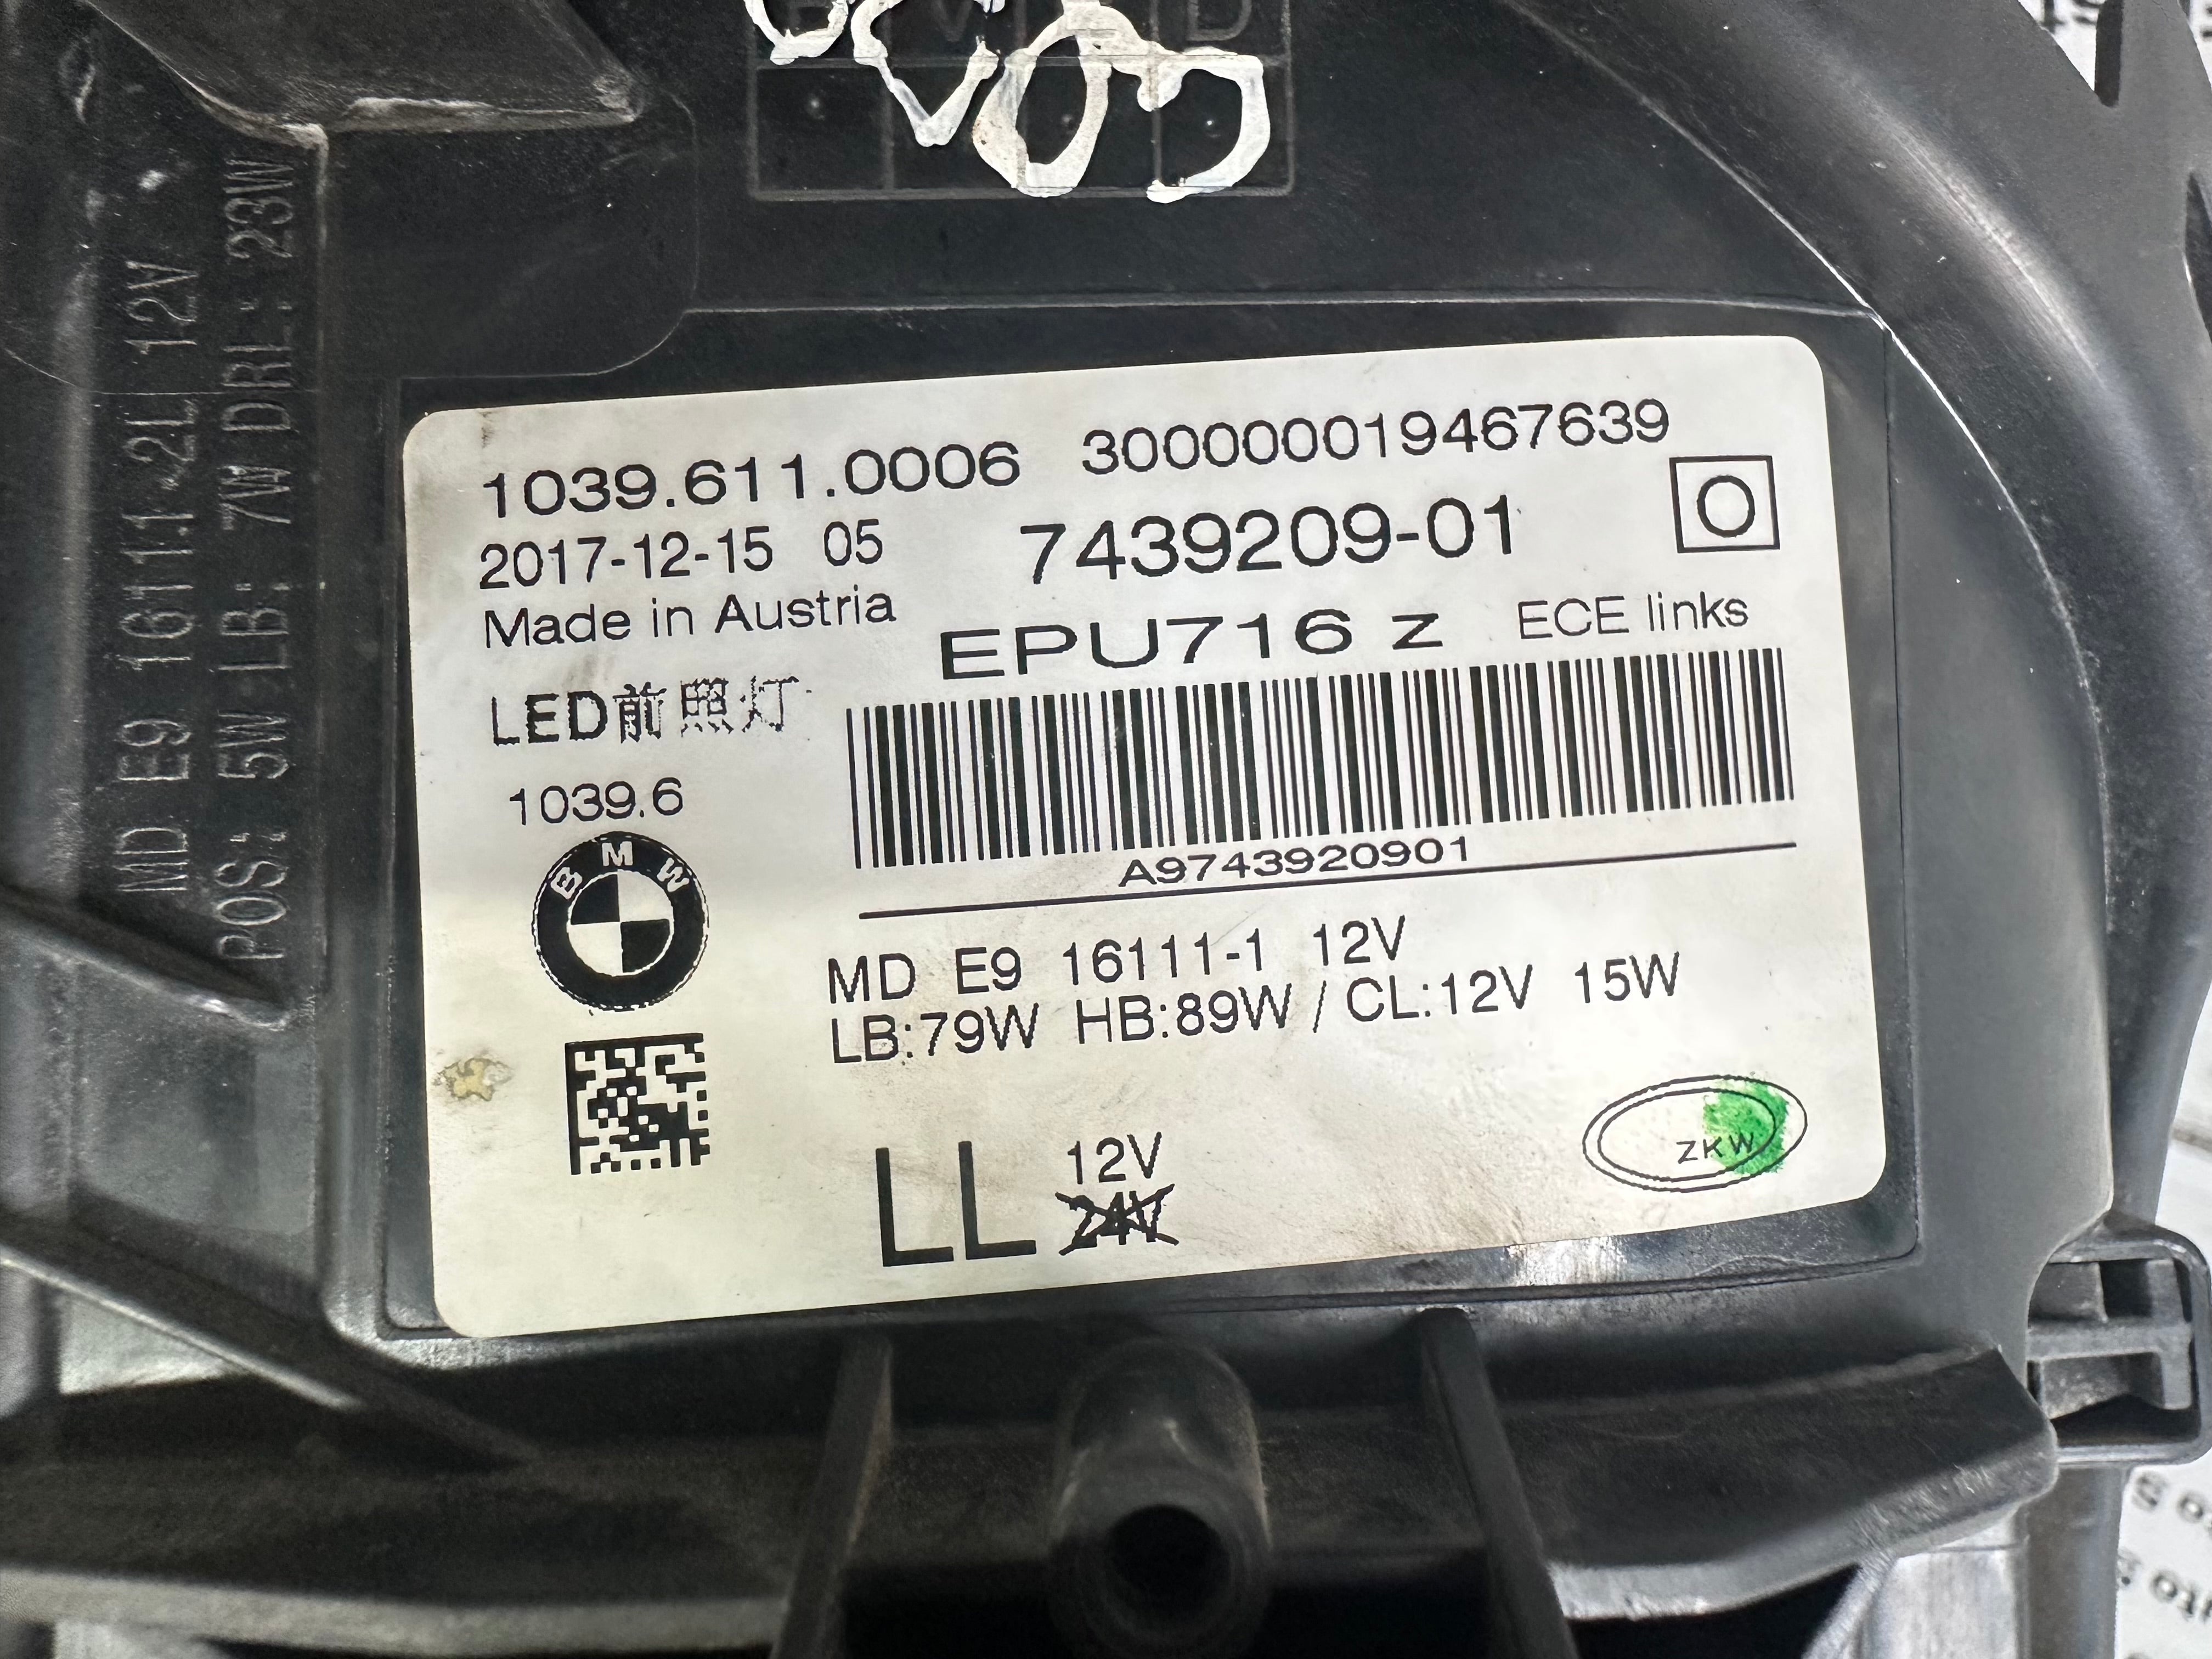 1039.611.0006 300000019467639
2017-12-15 05 7439209-01 O
Made in Austria EPU716 z ECE links
LED前照灯
1039.6
A9743920901
BMW
MD E9 16111-1 12V
LB:79W HB:89W / CL:12V 15W
LL 12V
24V
ZKW
MD E9 16111-2L 12V
POS: 5W LB: 7W DRL: 23W